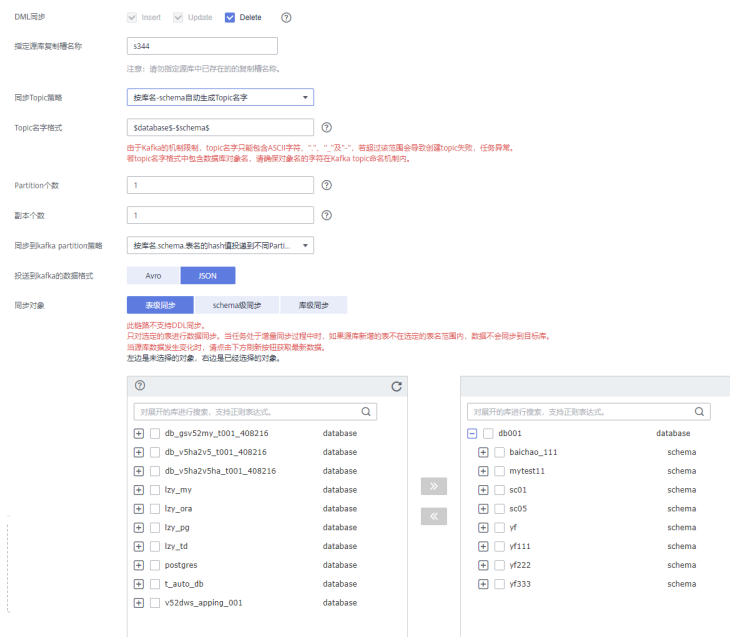 DML同步 Insert Update Delete
指定源库复制槽名称 s344
注意：请勿指定源库中已存在的的复制槽名称。
同步Topic策略 按库名-schema自动生成Topic名字
Topic名字格式 $database$-$schema$
由于Kafka的机制限制，topic名字只能包含ASCII字符，"."，"_"及"-"，若超过该范围会导致创建topic失败，任务异常。
若topic名字格式中包含数据库对象名，请确保对象名的字符在Kafka topic命名机制内。
Partition个数 1
副本个数 1
同步到kafka partition策略 按库名.schema.表名的hash值投递到不同Parti...
投送到kafka的数据格式 Avro JSON
同步对象 表级同步 schema级同步 库级同步
此链路不支持DDL同步。
只对选定的表进行数据同步。当任务处于增量同步过程中时，如果源库新增的表不在选定的表名范围内，数据不会同步到目标库。
当源库数据发生变化时，请点击下方刷新按钮获取最新数据。
左边是未选择的对象，右边是已经选择的对象。
对展开的库进行搜索，支持正则表达式。 对展开的库进行搜索，支持正则表达式。
db_gsv52my_t001_408216 database db001 database
db_v5ha2v5_t001_408216 database baichao_111 schema
db_v5ha2v5ha_t001_408216 database mytest11 schema
lzy_my database sc01 schema
lzy_ora database sc05 schema
lzy_pg database yf schema
lzy_td database yf111 schema
postgres database yf222 schema
t_auto_db database yf333 schema
v52dws_apping_001 database